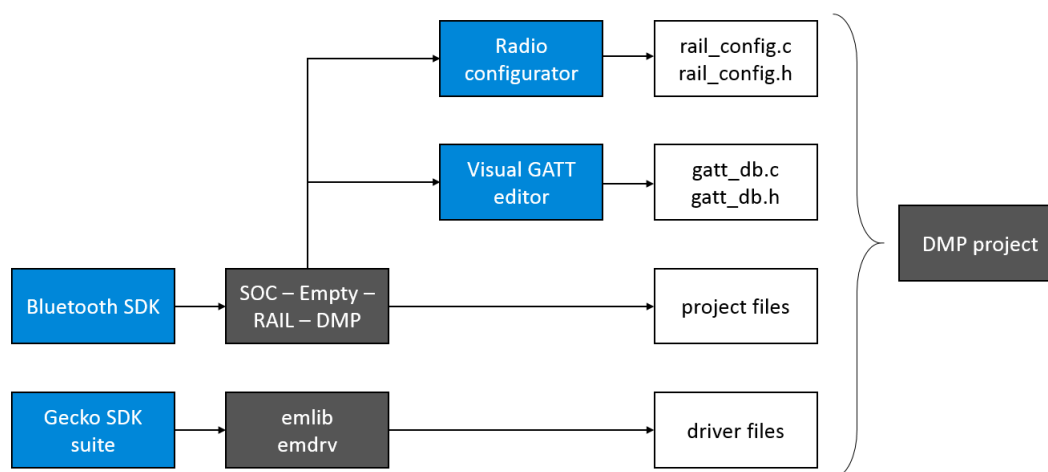 Radio
configurator
rail_config.c
rail_config.h
Visual GATT
editor
gatt_db.c
gatt_db.h
DMP project
Bluetooth SDK
SOC – Empty –
RAIL – DMP
project files
Gecko SDK
suite
emlib
emdrv
driver files